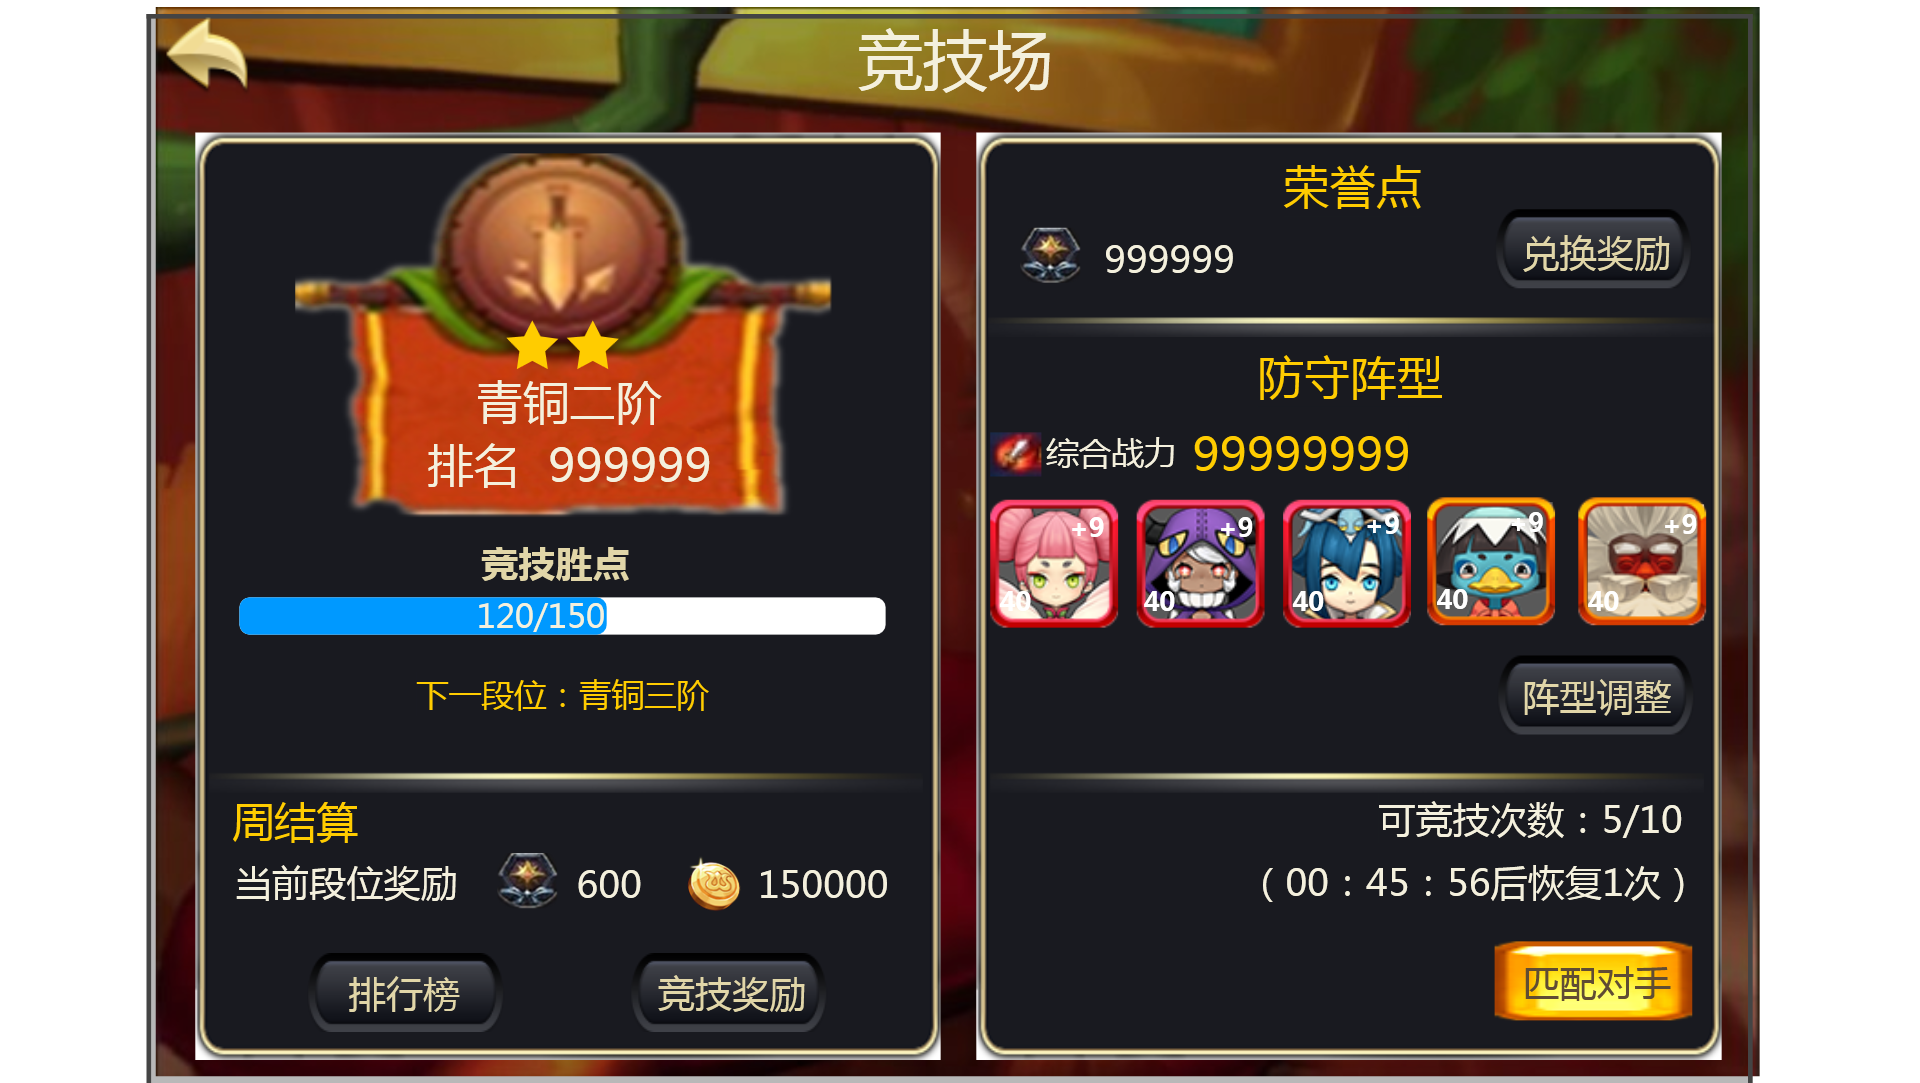 竞技场
青铜二阶
排名 999999
竞技胜点
120/150
下一段位：青铜三阶
周结算
当前段位奖励 600 150000
排行榜
竞技奖励
荣誉点
999999
兑换奖励
防守阵型
综合战力 99999999
+9 +9 +9 +9 +9
40 40 40 40 40
阵型调整
可竞技次数：5/10
（00：45：56后恢复1次）
匹配对手